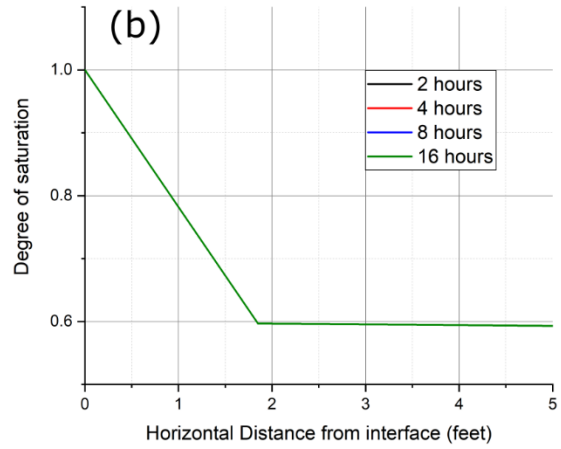 (b)
2 hours
4 hours
8 hours
16 hours
1.0
0.8
0.6
Degree of saturation
0 1 2 3 4 5
Horizontal Distance from interface (feet)